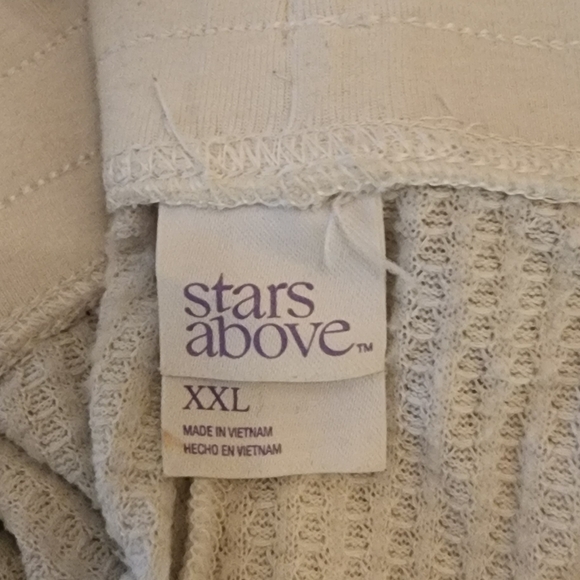 stars
above™
XXL
MADE IN VIETNAM
HECHO EN VIETNAM